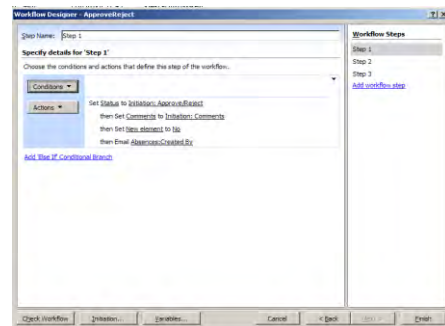 Workflow Designer - ApproveReject
Step Name: Step 1
Workflow Steps
Specify details for 'Step 1'
Step 1
Choose the conditions and actions that define this step of the workflow.
Step 2
Step 3
Conditions
Add workflow step
Actions
Set Status to Initiation: Approve/Reject
then Set Comments to Initiation: Comments
then Set New element to No
then Email Absences:Created By
Add 'Else If' Conditional Branch
Check Workflow
Initiation...
Variables...
Cancel
< Back
Finish